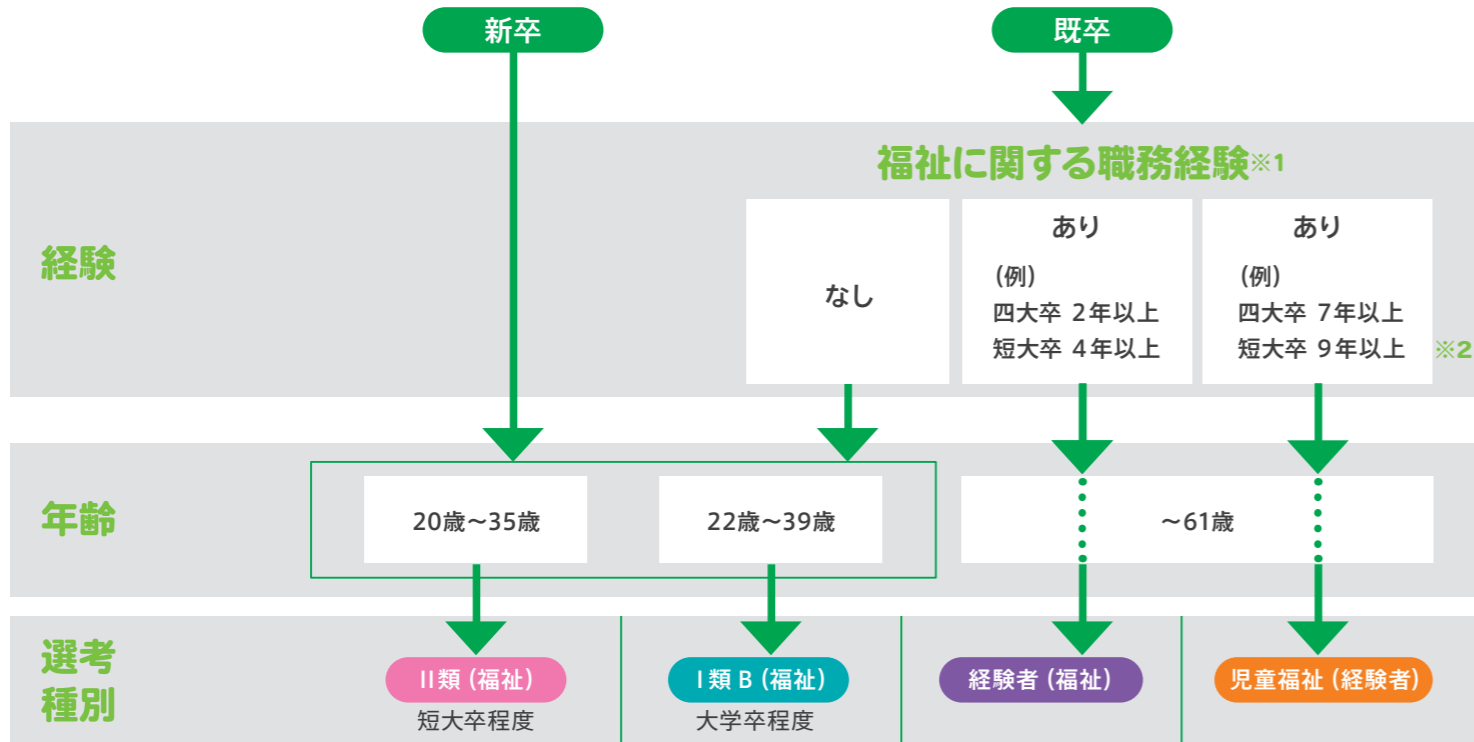 新卒
既卒
経験
福祉に関する職務経験※1
なし
あり
(例)
四大卒 2年以上
短大卒 4年以上
あり
(例)
四大卒 7年以上
短大卒 9年以上
※2
年齢
20歳～35歳
22歳～39歳
～61歳
選考
種別
II類（福祉）
短大卒程度
I類 B（福祉）
大学卒程度
経験者（福祉）
児童福祉（経験者）